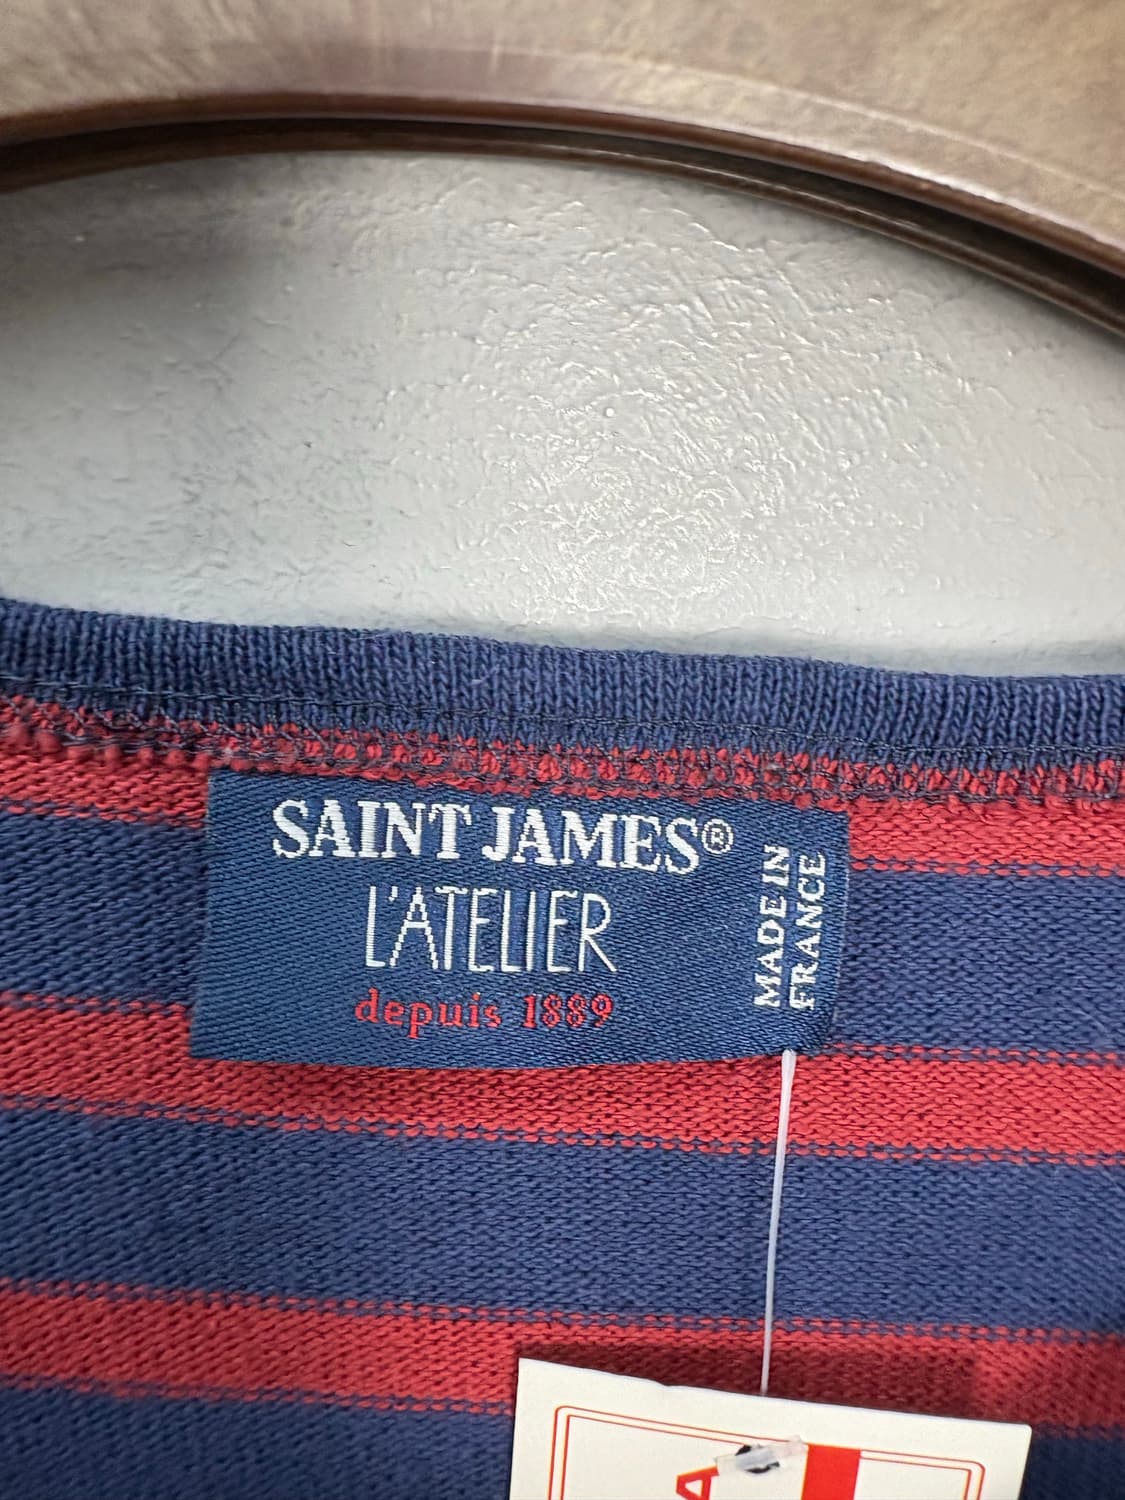 SAINT JAMES®
L'ATELIER
depuis 1889
MADE IN
FRANCE
A